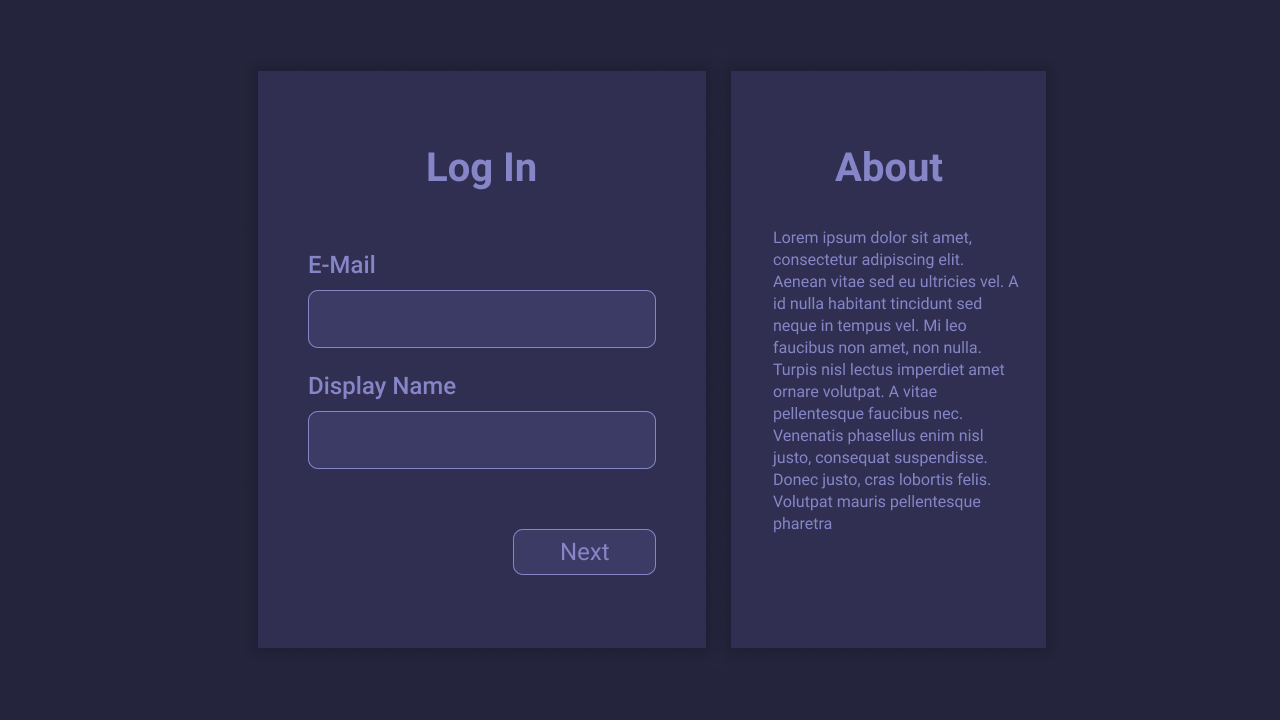 Log In
E-Mail
Display Name
Next
About
Lorem ipsum dolor sit amet,
consectetur adipiscing elit.
Aenean vitae sed eu ultricies vel. A
id nulla habitant tincidunt sed
neque in tempus vel. Mi leo
faucibus non amet, non nulla.
Turpis nisl lectus imperdiet amet
ornare volutpat. A vitae
pellentesque faucibus nec.
Venenatis phasellus enim nisl
justo, consequat suspendisse.
Donec justo, cras lobortis felis.
Volutpat mauris pellentesque
pharetra